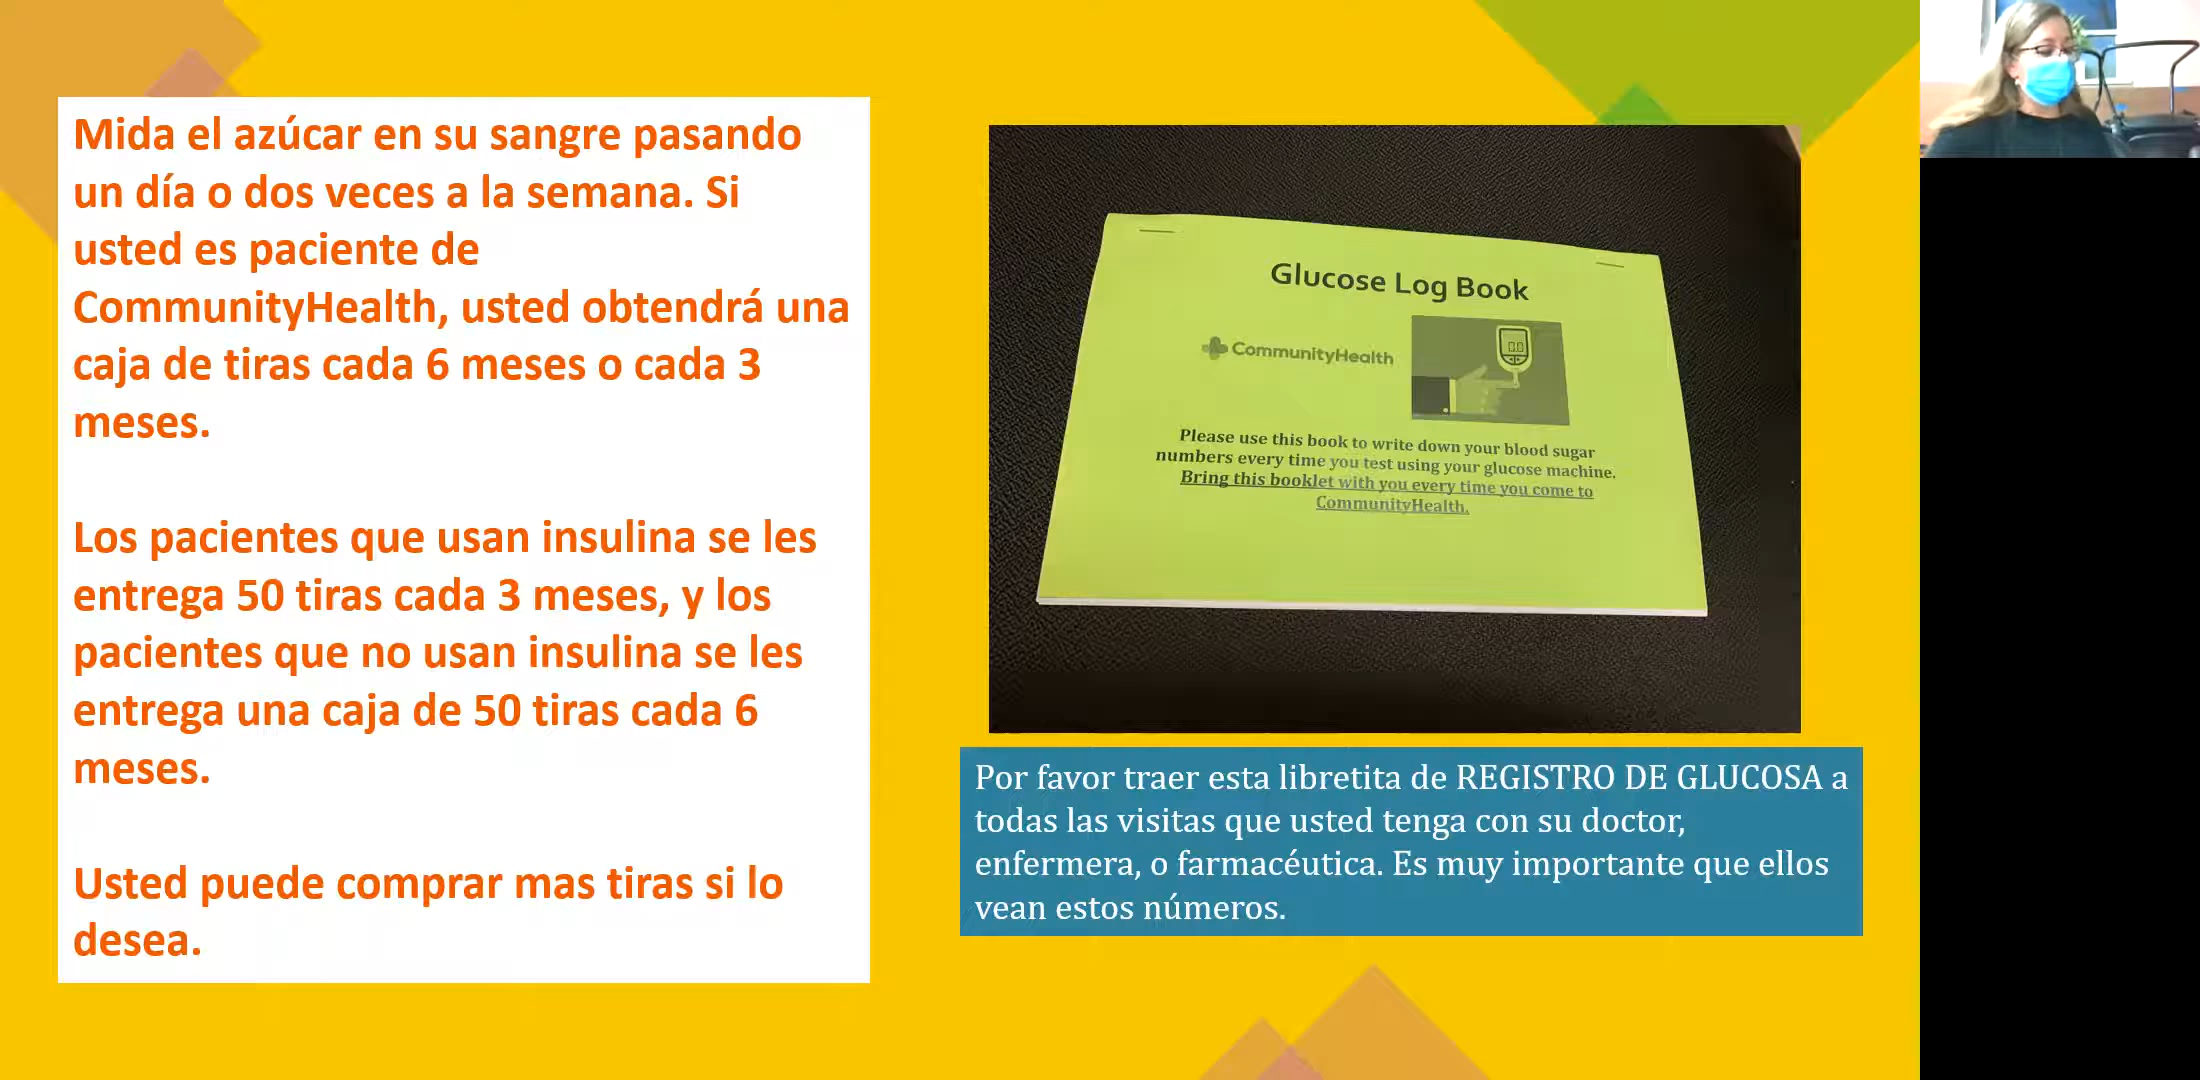 Mida el azúcar en su sangre pasando
un día o dos veces a la semana. Si
usted es paciente de
CommunityHealth, usted obtendrá una
caja de tiras cada 6 meses o cada 3
meses.
Los pacientes que usan insulina se les
entrega 50 tiras cada 3 meses, y los
pacientes que no usan insulina se les
entrega una caja de 50 tiras cada 6
meses.
Usted puede comprar mas tiras si lo
desea.
Glucose Log Book
CommunityHealth
0.0
Please use this book to write down your blood sugar
numbers every time you test using your glucose machine.
Bring this booklet with you every time you come to
CommunityHealth.
Por favor traer esta libretita de REGISTRO DE GLUCOSA a
todas las visitas que usted tenga con su doctor,
enfermera, o farmacéutica. Es muy importante que ellos
vean estos números.